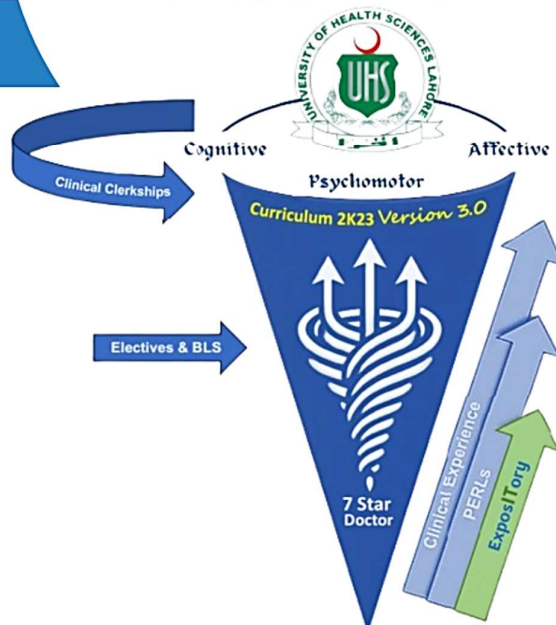 UNIVERSITY OF HEALTH SCIENCES LAHORE
UHS
Cognitive
Affective
Psychomotor
Clinical Clerkships
Curriculum 2K23 Version 3.0
Electives & BLS
7 Star
Doctor
Clinical Experience
PERLs
ExposITory